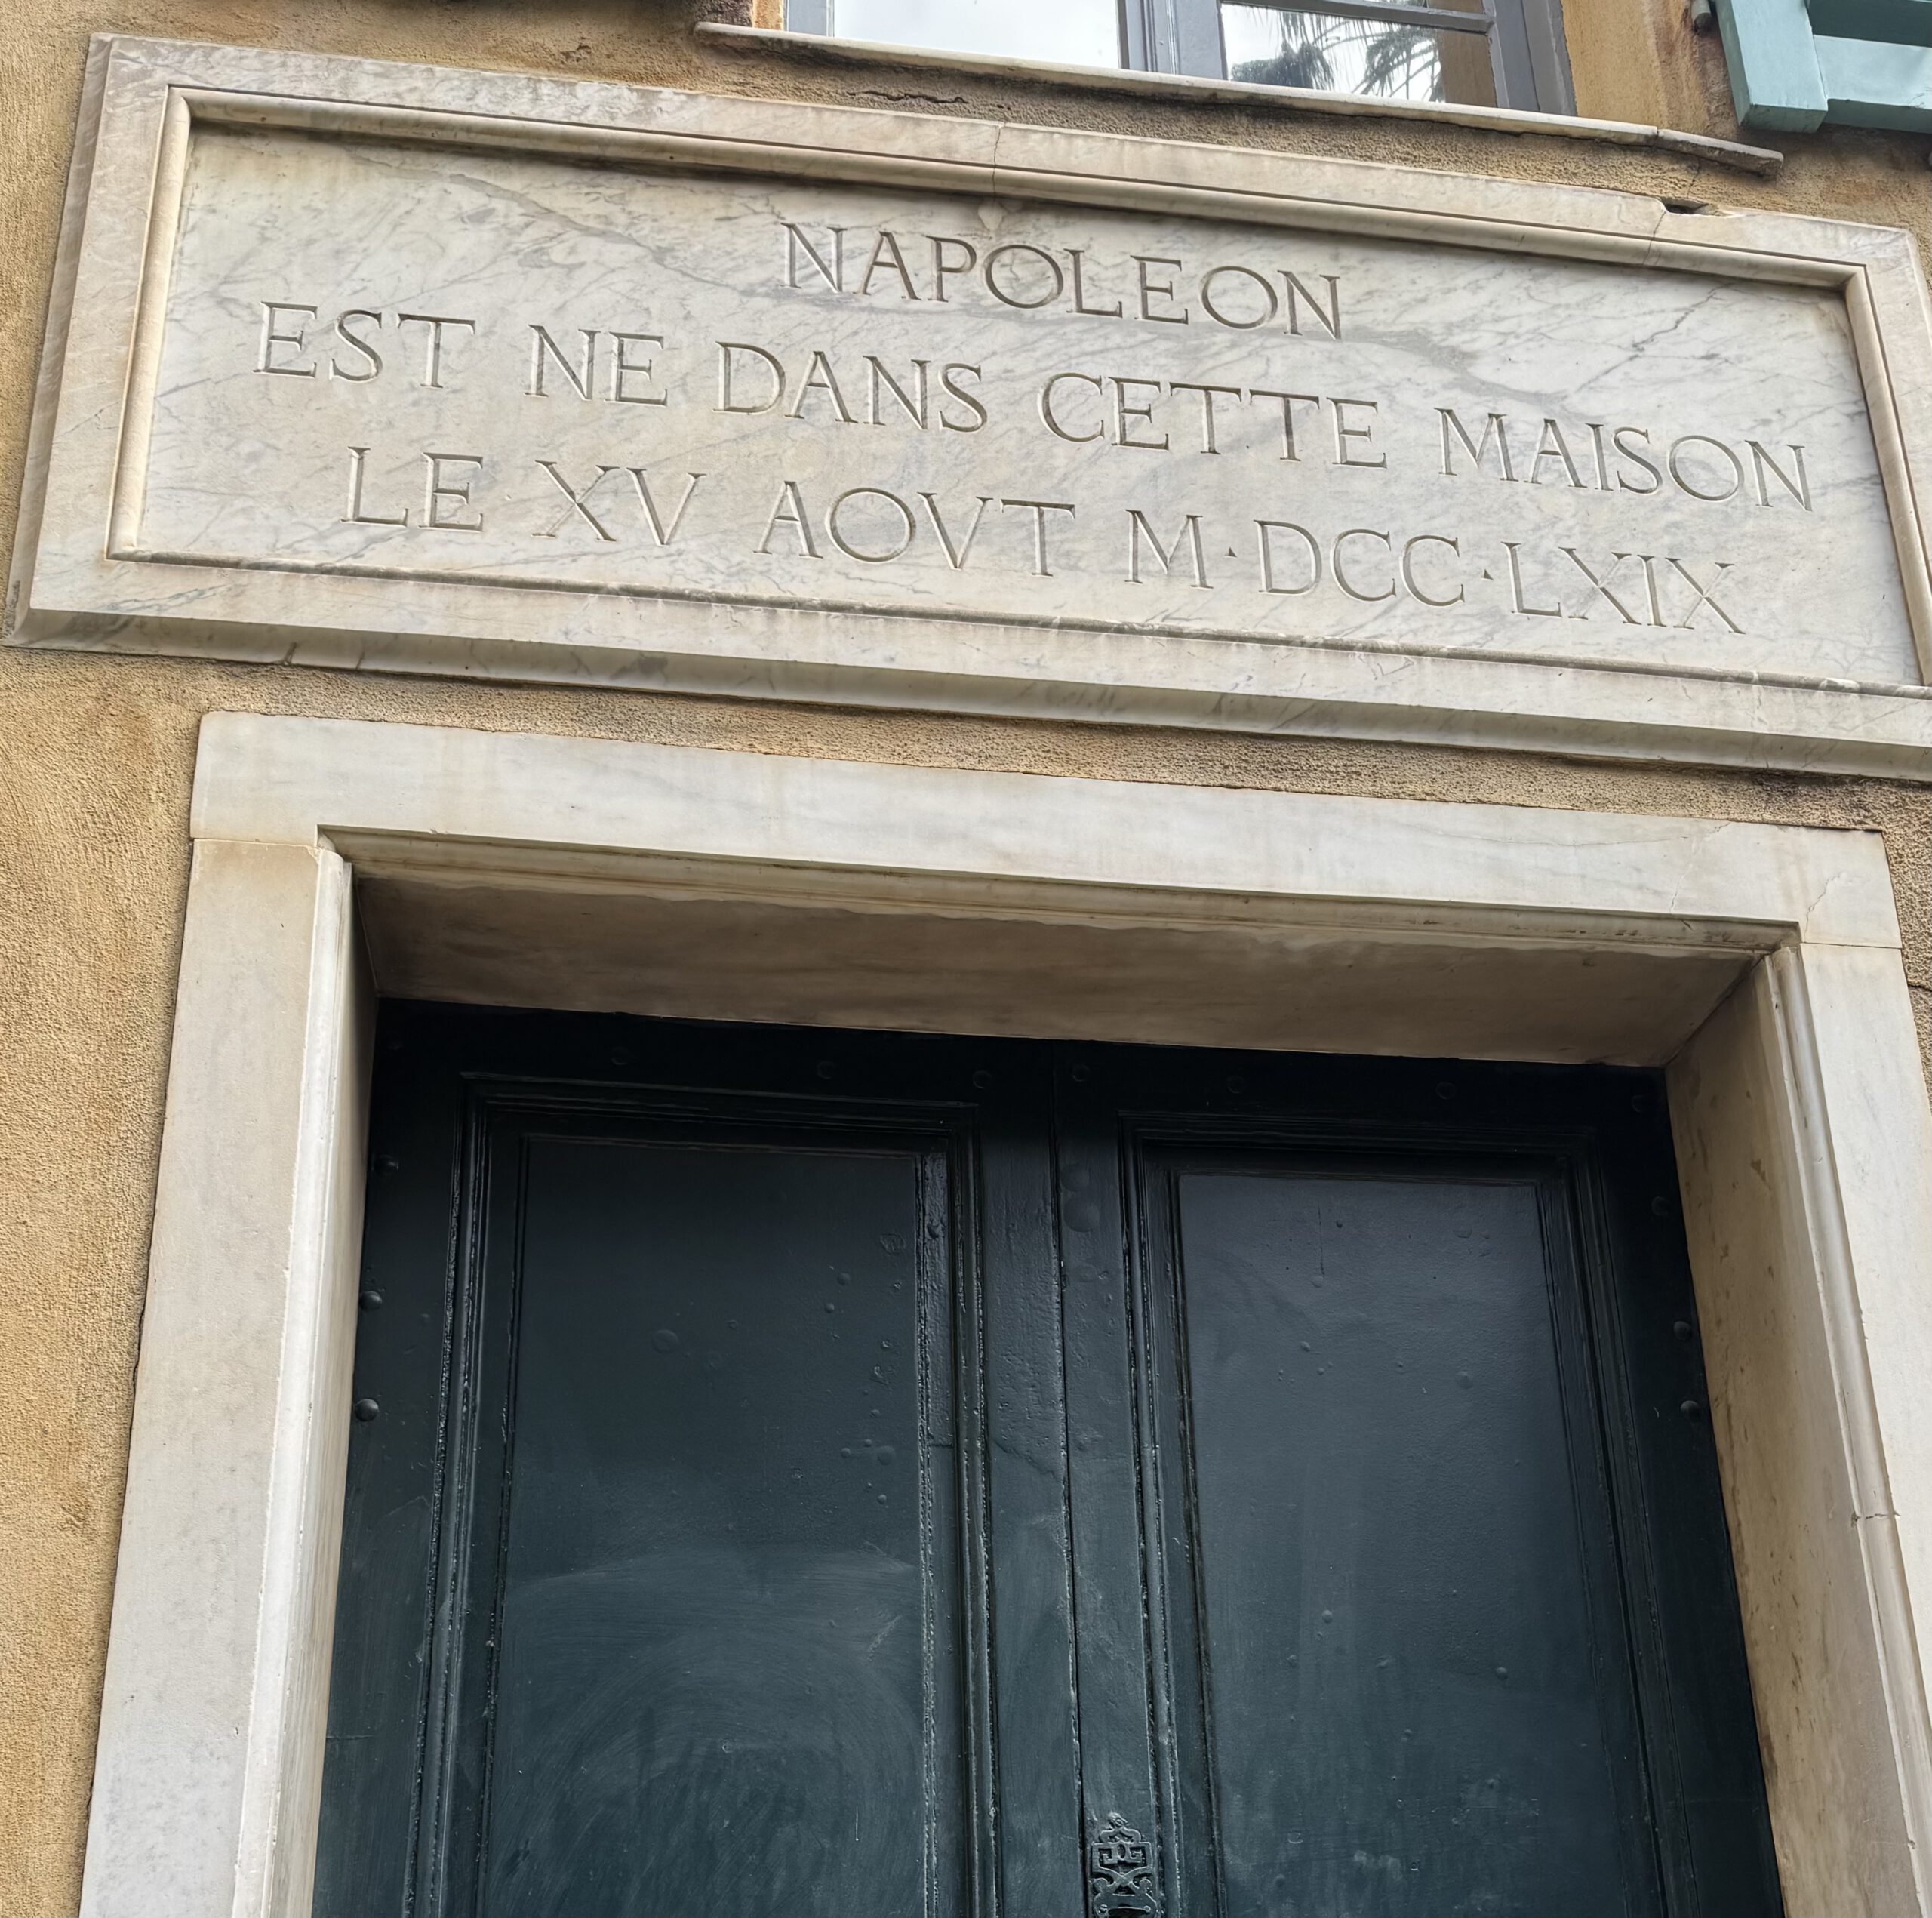 NAPOLEON
EST NE DANS CETTE MAISON
LE XV AOVT M·DCC·LXIX